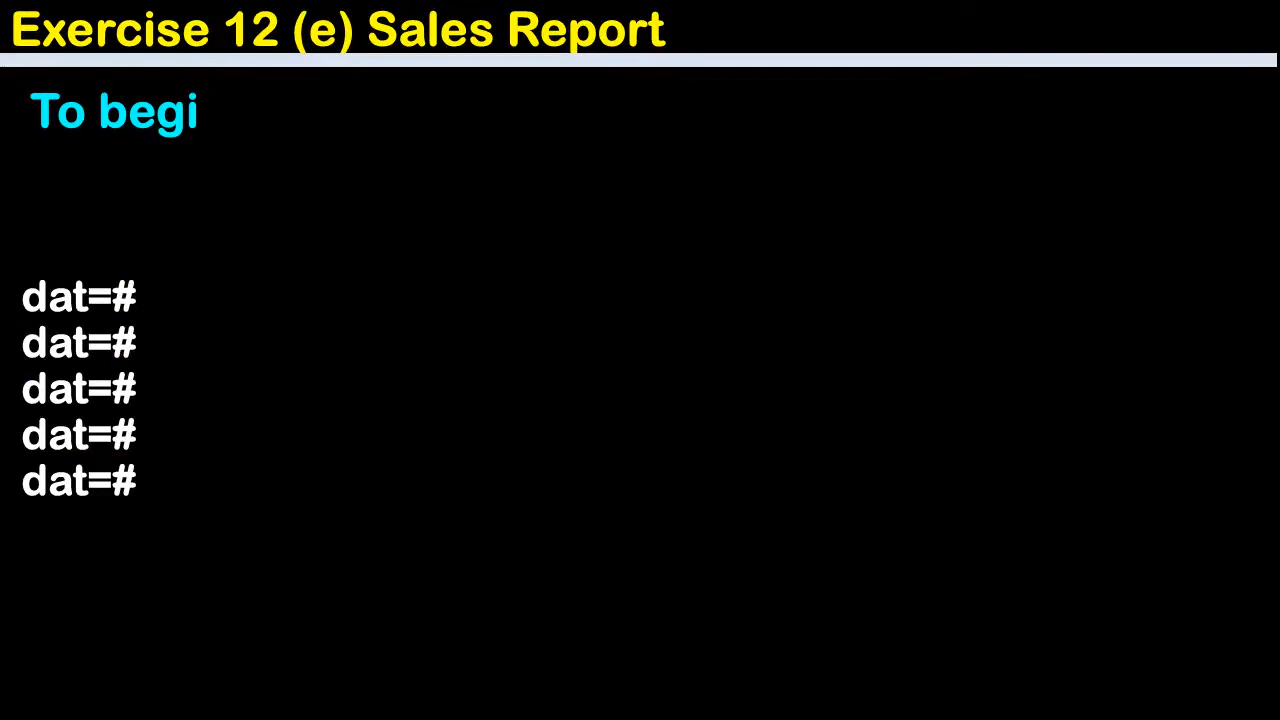 Exercise 12 (e) Sales Report
To begi
dat=#
dat=#
dat=#
dat=#
dat=#